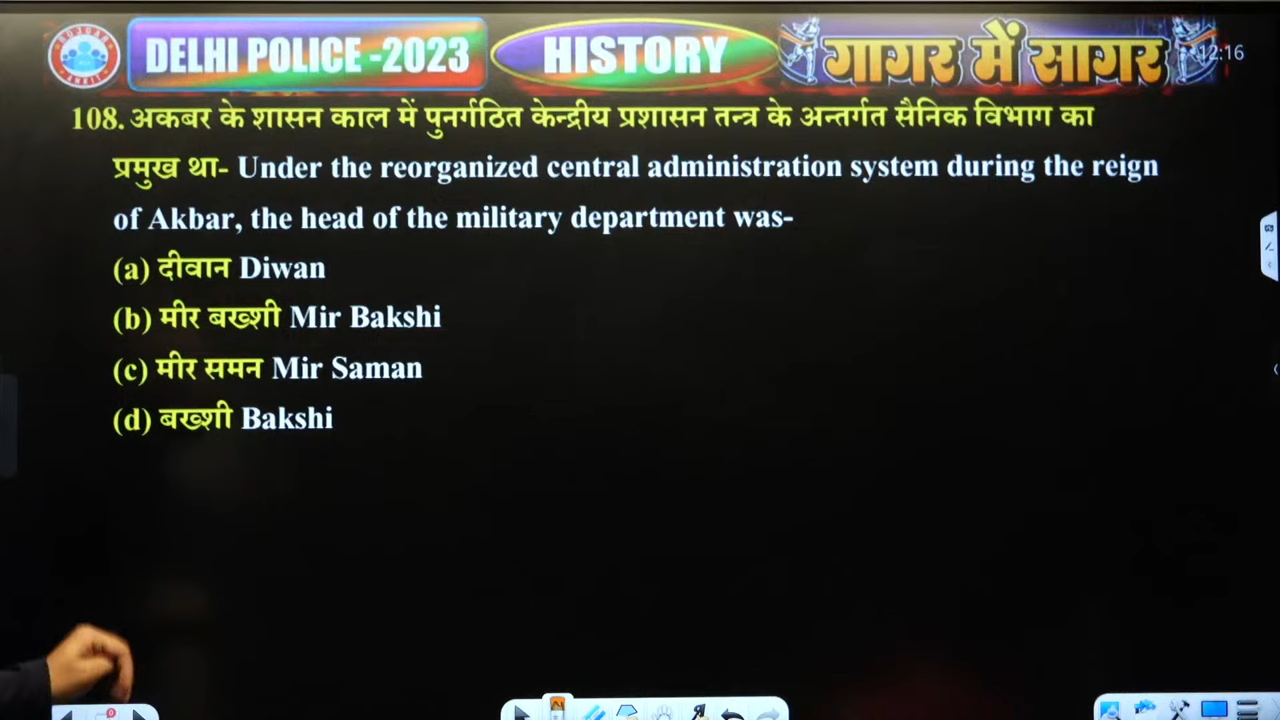 ROJGAR
ANKIT
DELHI POLICE -2023
HISTORY
गागर में सागर
12:16
108. अकबर के शासन काल में पुनर्गठित केन्द्रीय प्रशासन तन्त्र के अन्तर्गत सैनिक विभाग का
प्रमुख था- Under the reorganized central administration system during the reign
of Akbar, the head of the military department was-
(a) दीवान Diwan
(b) मीर बख्शी Mir Bakshi
(c) मीर समन Mir Saman
(d) बख्शी Bakshi